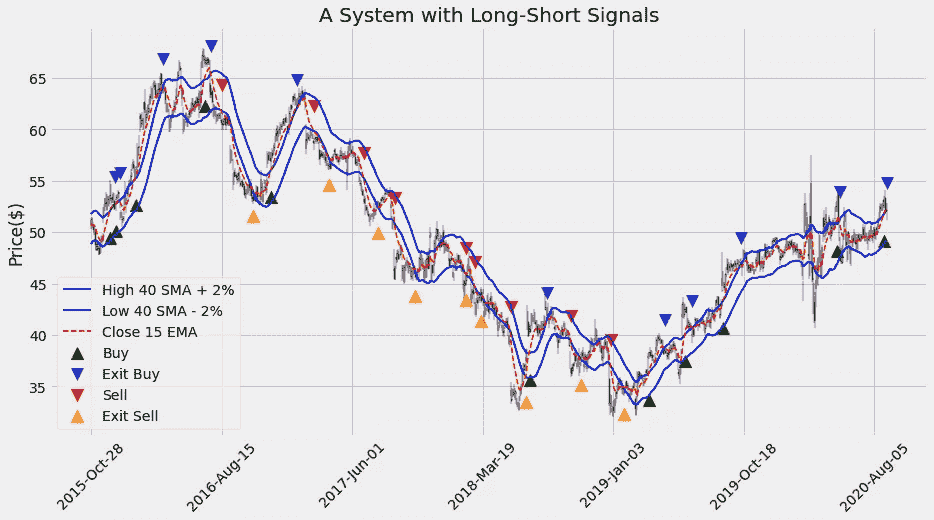 A System with Long-Short Signals
Price($)
65
60
55
50
45
40
35
High 40 SMA + 2%
Low 40 SMA - 2%
Close 15 EMA
Buy
Exit Buy
Sell
Exit Sell
2015-Oct-28
2016-Aug-15
2017-Jun-01
2018-Mar-19
2019-Jan-03
2019-Oct-18
2020-Aug-05